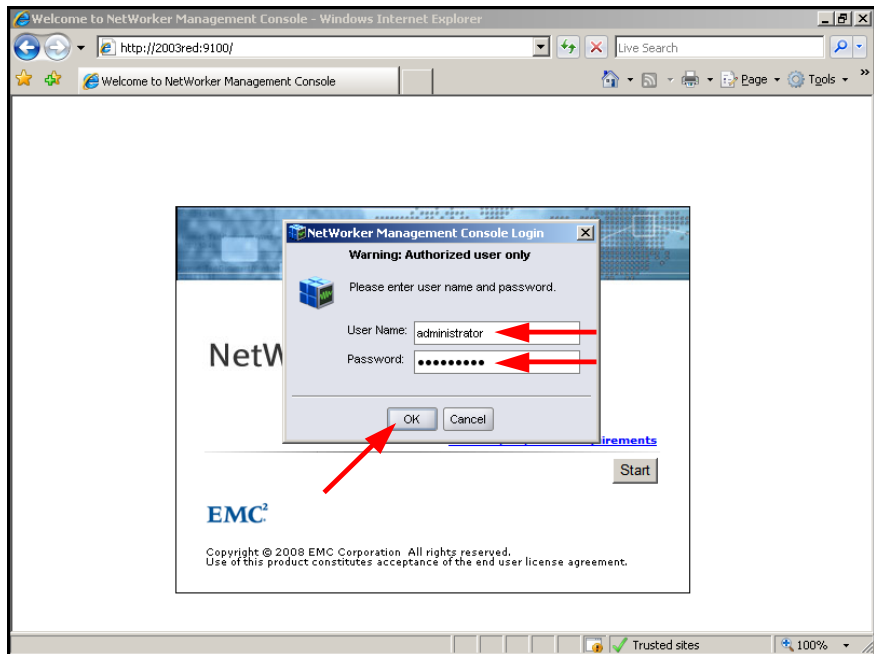 Welcome to NetWorker Management Console - Windows Internet Explorer
http://2003red:9100/
Live Search
Welcome to NetWorker Management Console
Page
Tools
»
NetWorker Management Console Login
Warning: Authorized user only
Please enter user name and password.
User Name: administrator
Password: •••••••••
NetW
OK Cancel
irements
Start
EMC²
Copyright © 2008 EMC Corporation All rights reserved.
Use of this product constitutes acceptance of the end user license agreement.
Trusted sites
100%